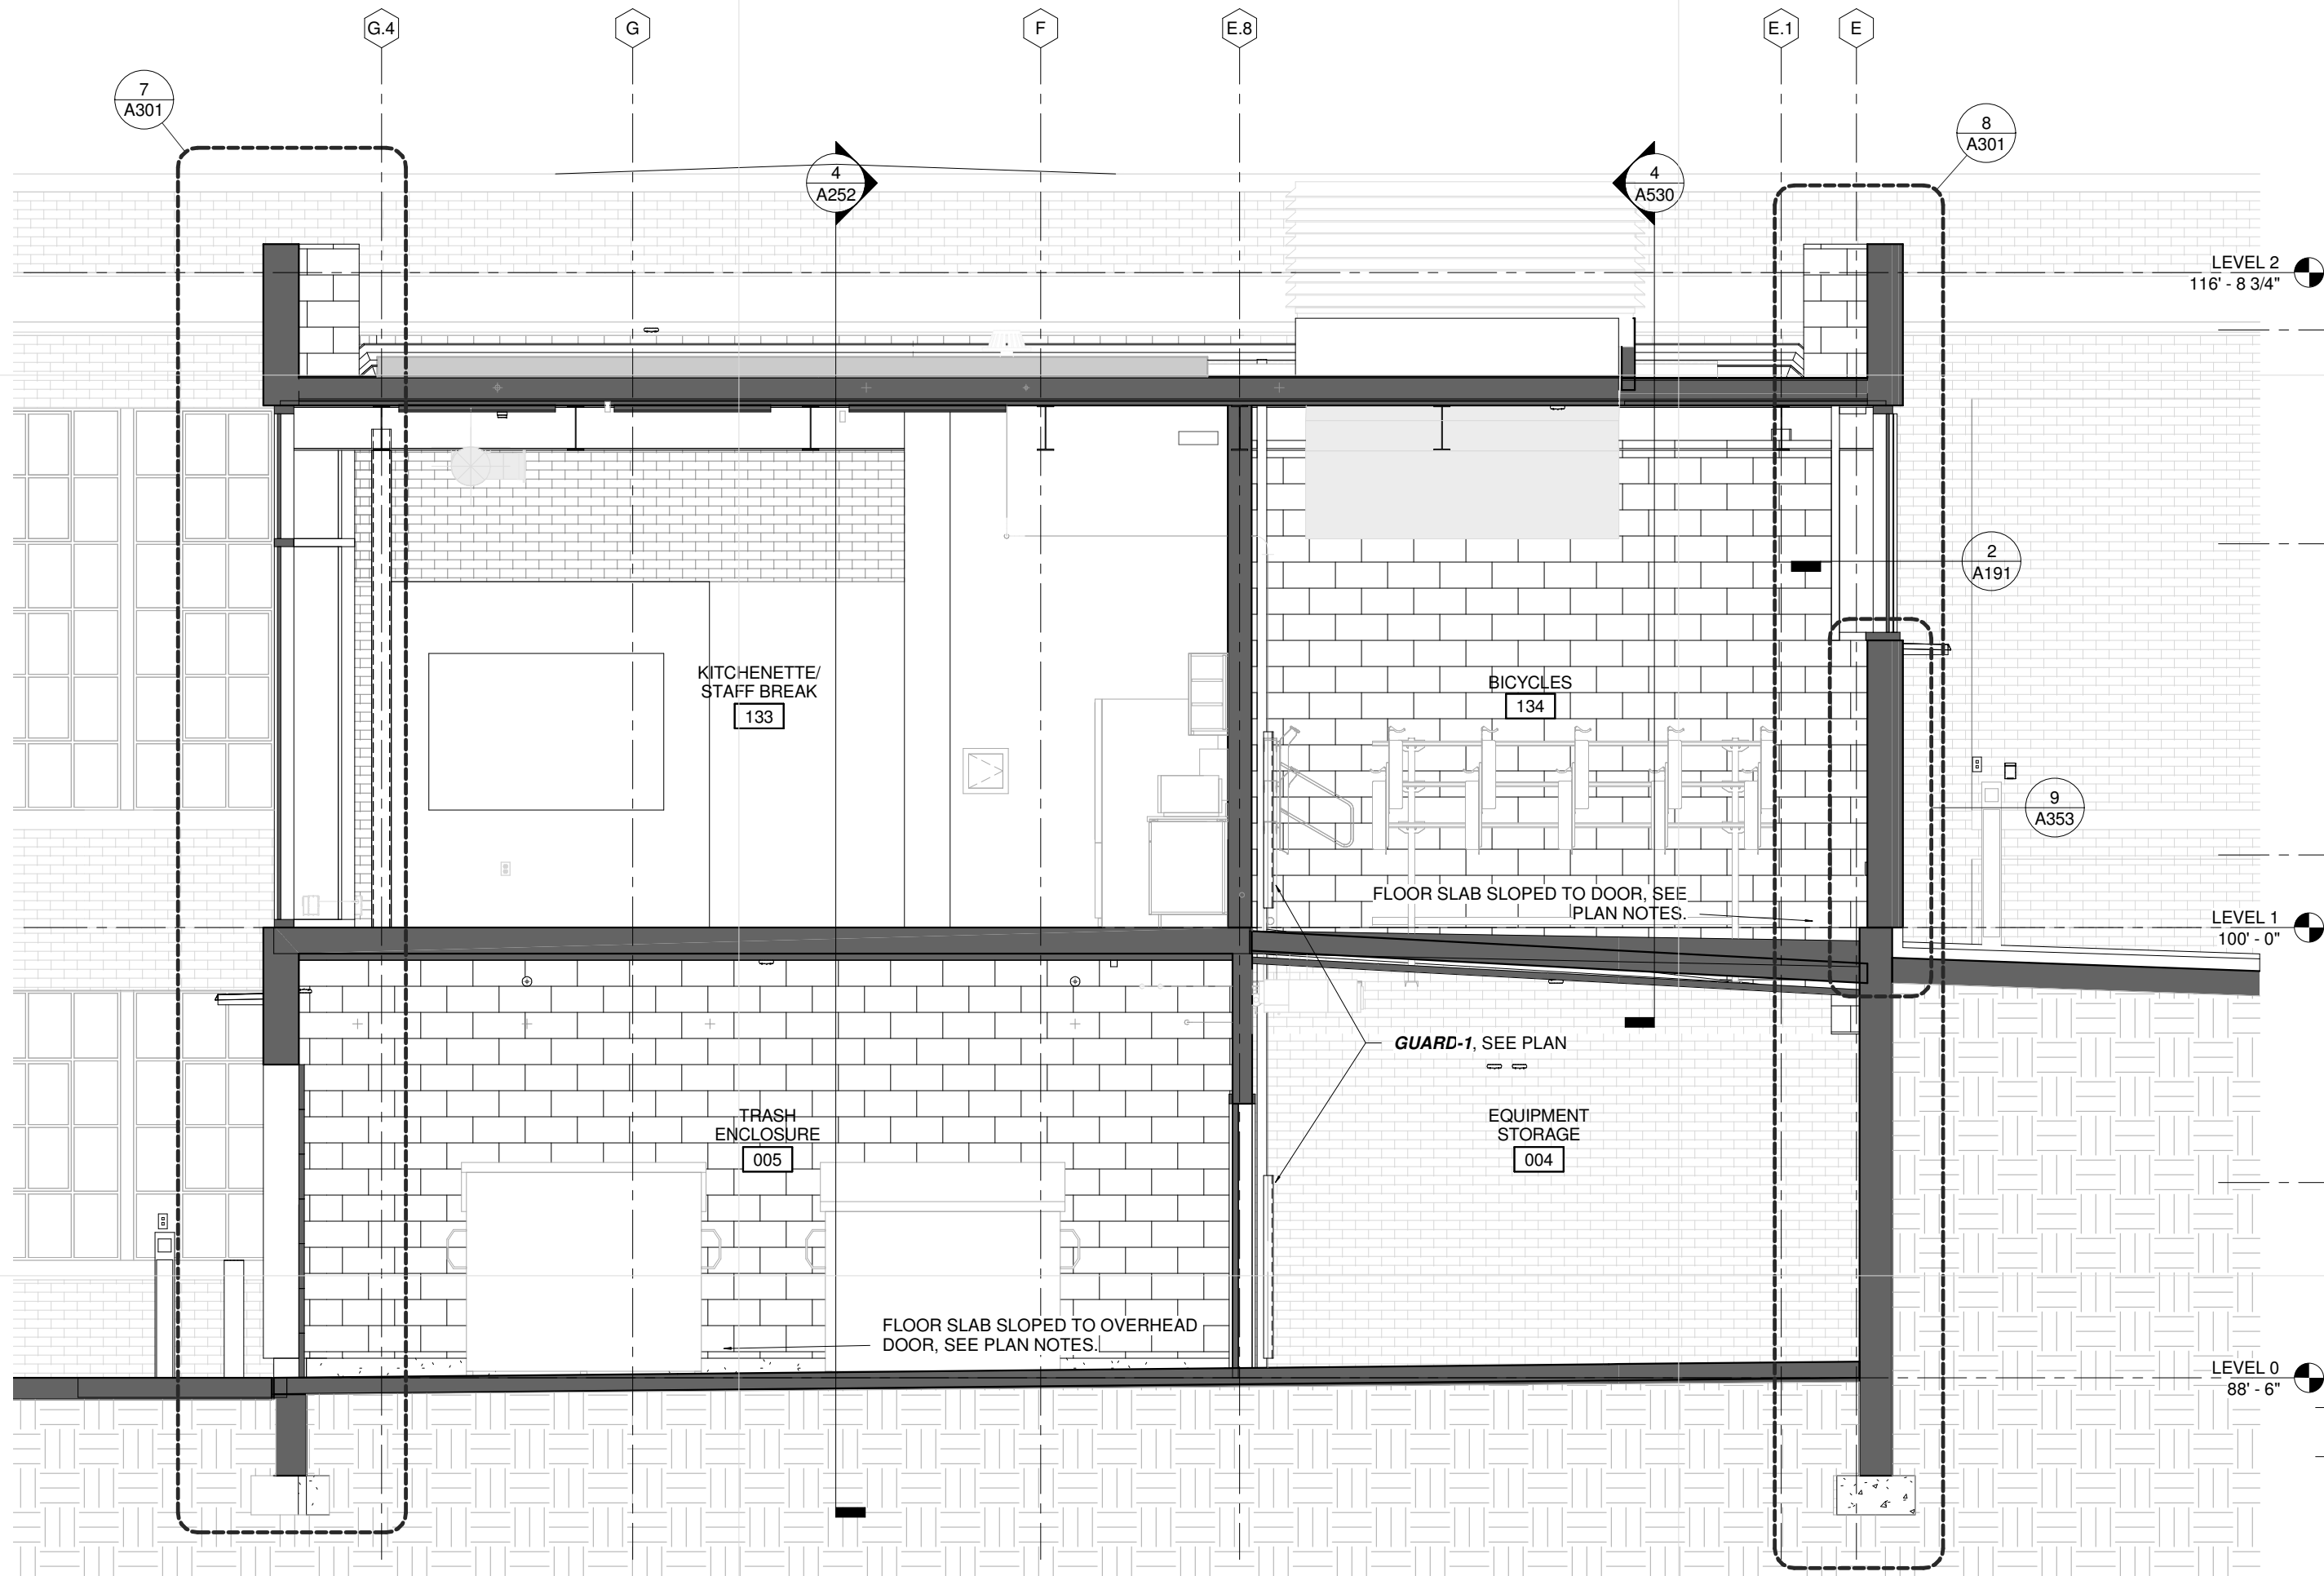 G.4
G
F
E.8
E.1
E
7
A301
8
A301
4
A252
4
A530
LEVEL 2
116' - 8 3/4"
2
A191
KITCHENETTE/
STAFF BREAK
133
BICYCLES
134
9
A353
FLOOR SLAB SLOPED TO DOOR, SEE
PLAN NOTES.
LEVEL 1
100' - 0"
GUARD-1, SEE PLAN
TRASH
ENCLOSURE
005
EQUIPMENT
STORAGE
004
FLOOR SLAB SLOPED TO OVERHEAD
DOOR, SEE PLAN NOTES.
LEVEL 0
88' - 6"